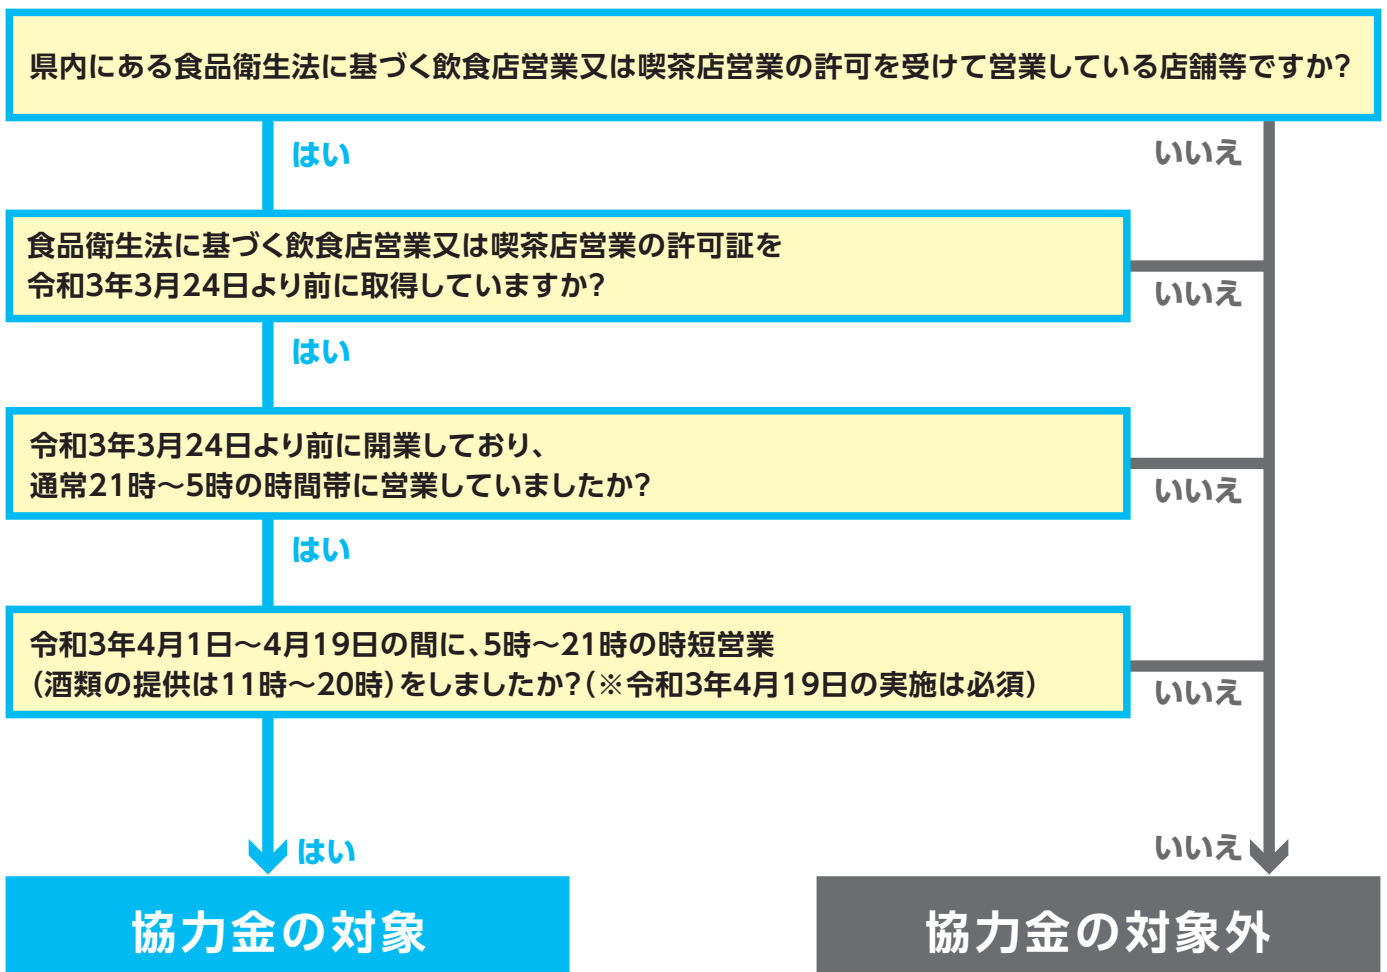 県内にある食品衛生法に基づく飲食店営業又は喫茶店営業の許可を受けて営業している店舗等ですか?
はい
いいえ
食品衛生法に基づく飲食店営業又は喫茶店営業の許可証を
令和3年3月24日より前に取得していますか?
いいえ
はい
令和3年3月24日より前に開業しており、
通常21時〜5時の時間帯に営業していましたか?
いいえ
はい
令和3年4月1日〜4月19日の間に、5時〜21時の時短営業
(酒類の提供は11時〜20時)をしましたか?(※令和3年4月19日の実施は必須)
いいえ
はい
いいえ
協力金の対象
協力金の対象外